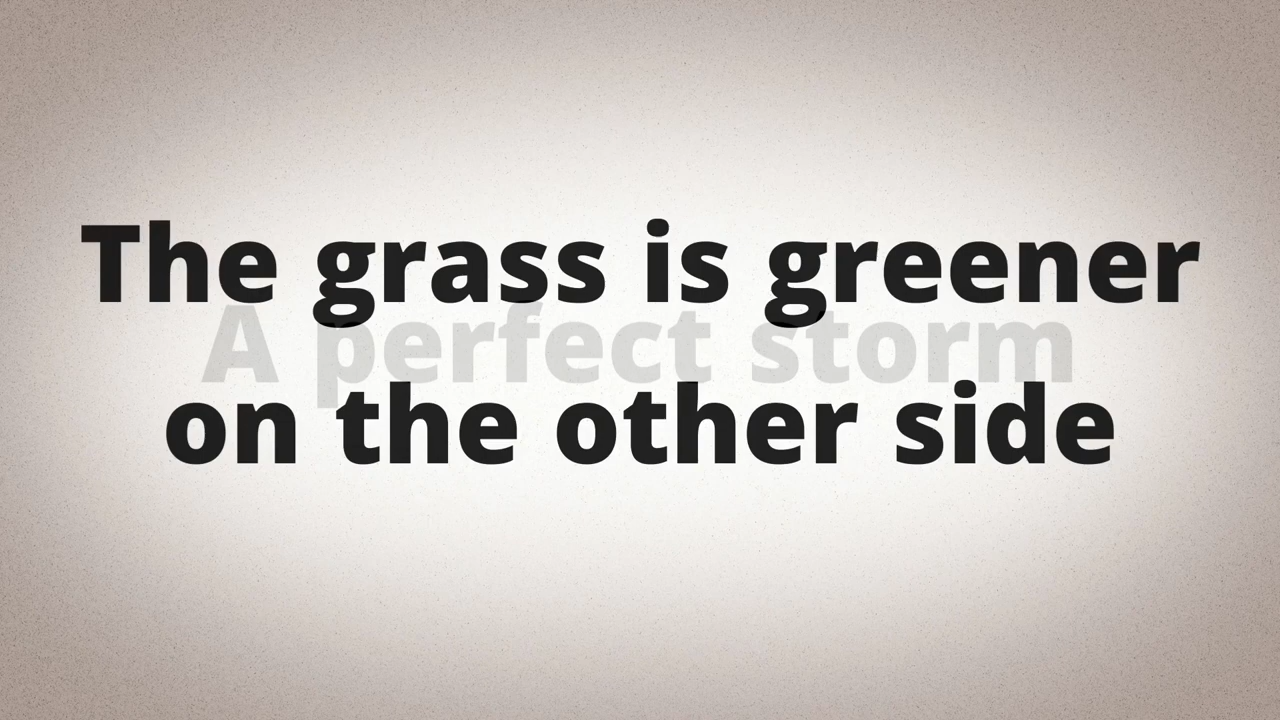 The grass is greener
A perfect storm
on the other side